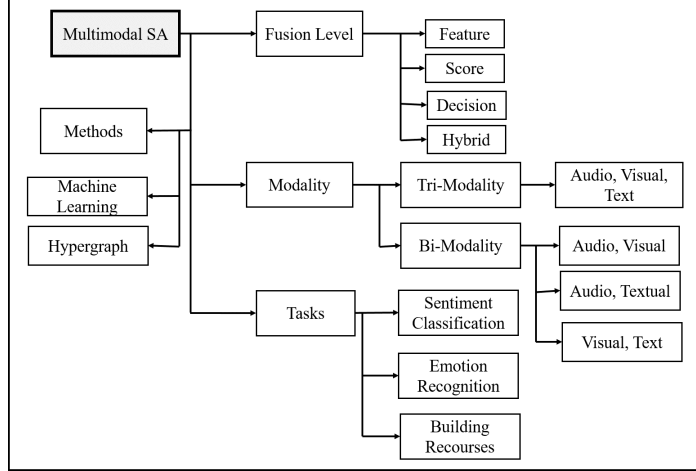 Multimodal SA
Fusion Level
Feature
Score
Decision
Hybrid
Methods
Machine
Learning
Hypergraph
Modality
Tri-Modality
Audio, Visual,
Text
Bi-Modality
Audio, Visual
Audio, Textual
Visual, Text
Tasks
Sentiment
Classification
Emotion
Recognition
Building
Recourses